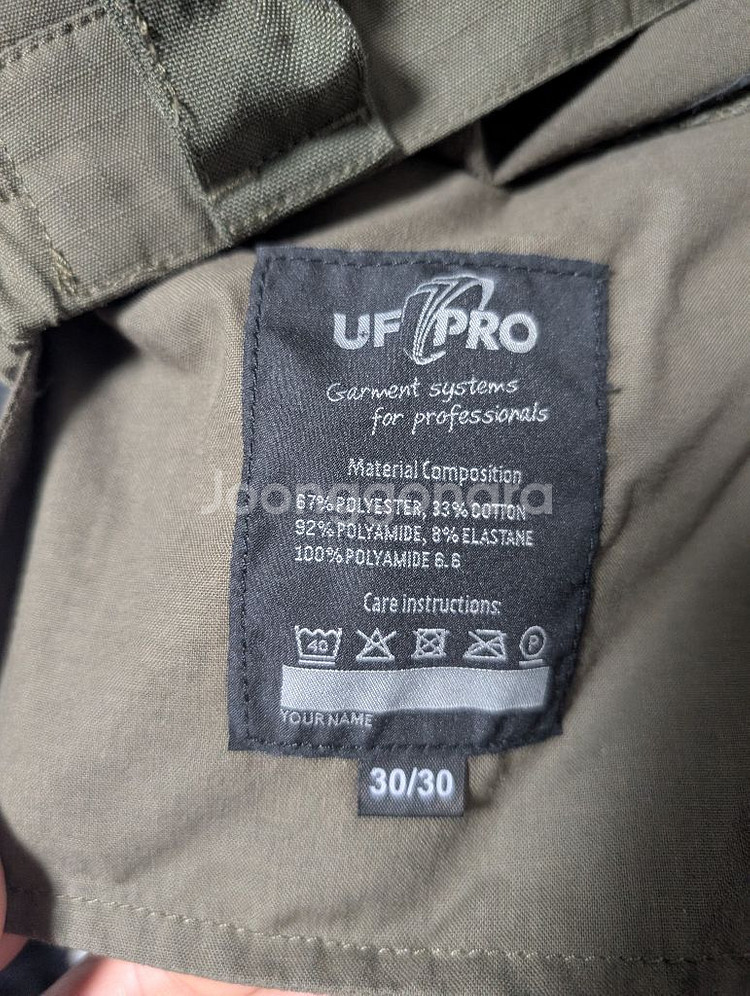 UF PRO
Garment systems
for professionals
Material Composition
Joonggonara
67% POLYESTER, 33% COTTON
92% POLYAMIDE, 8% ELASTANE
100% POLYAMIDE 6.6
Care instructions:
40
P
YOUR NAME
30/30